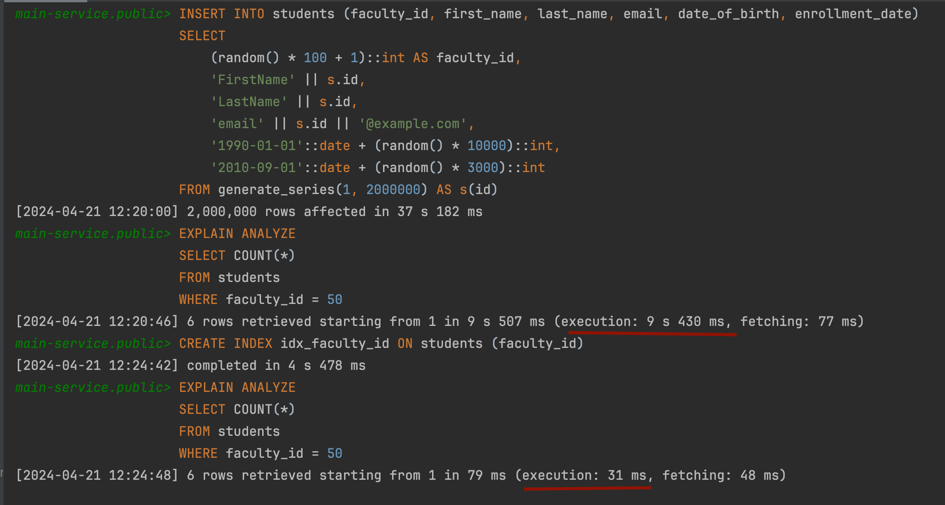 main-service.public> INSERT INTO students (faculty_id, first_name, last_name, email, date_of_birth, enrollment_date)
SELECT
(random() * 100 + 1)::int AS faculty_id,
'FirstName' || s.id,
'LastName' || s.id,
'email' || s.id || '@example.com',
'1990-01-01'::date + (random() * 10000)::int,
'2010-09-01'::date + (random() * 3000)::int
FROM generate_series(1, 2000000) AS s(id)
[2024-04-21 12:20:00] 2,000,000 rows affected in 37 s 182 ms
main-service.public> EXPLAIN ANALYZE
SELECT COUNT(*)
FROM students
WHERE faculty_id = 50
[2024-04-21 12:20:46] 6 rows retrieved starting from 1 in 9 s 507 ms (execution: 9 s 430 ms, fetching: 77 ms)
main-service.public> CREATE INDEX idx_faculty_id ON students (faculty_id)
[2024-04-21 12:24:42] completed in 4 s 478 ms
main-service.public> EXPLAIN ANALYZE
SELECT COUNT(*)
FROM students
WHERE faculty_id = 50
[2024-04-21 12:24:48] 6 rows retrieved starting from 1 in 79 ms (execution: 31 ms, fetching: 48 ms)